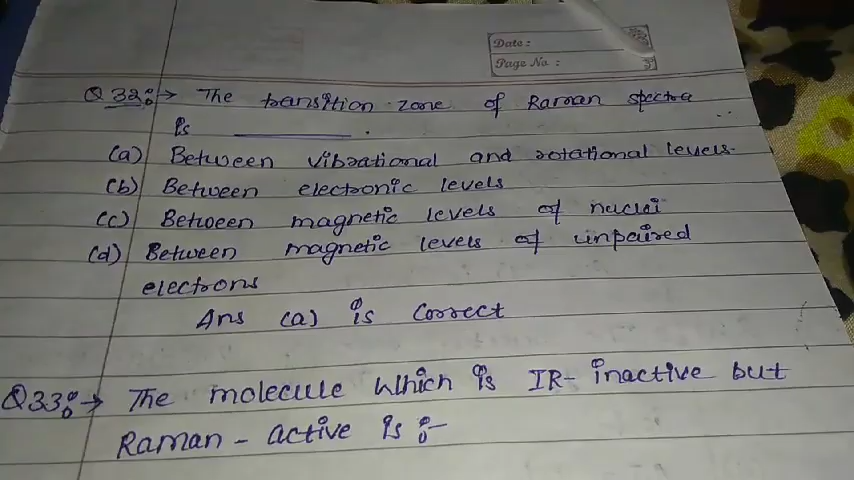 Date :
Page No :
Q 32:→ The transition zone of Raman spectra
is ________ .
(a) Between vibrational and rotational levels.
(b) Between electronic levels
(c) Between magnetic levels of nuclei
(d) Between magnetic levels of unpaired
electrons
Ans (a) is correct
Q33:→ The molecule which is IR- inactive but
Raman - active is :-